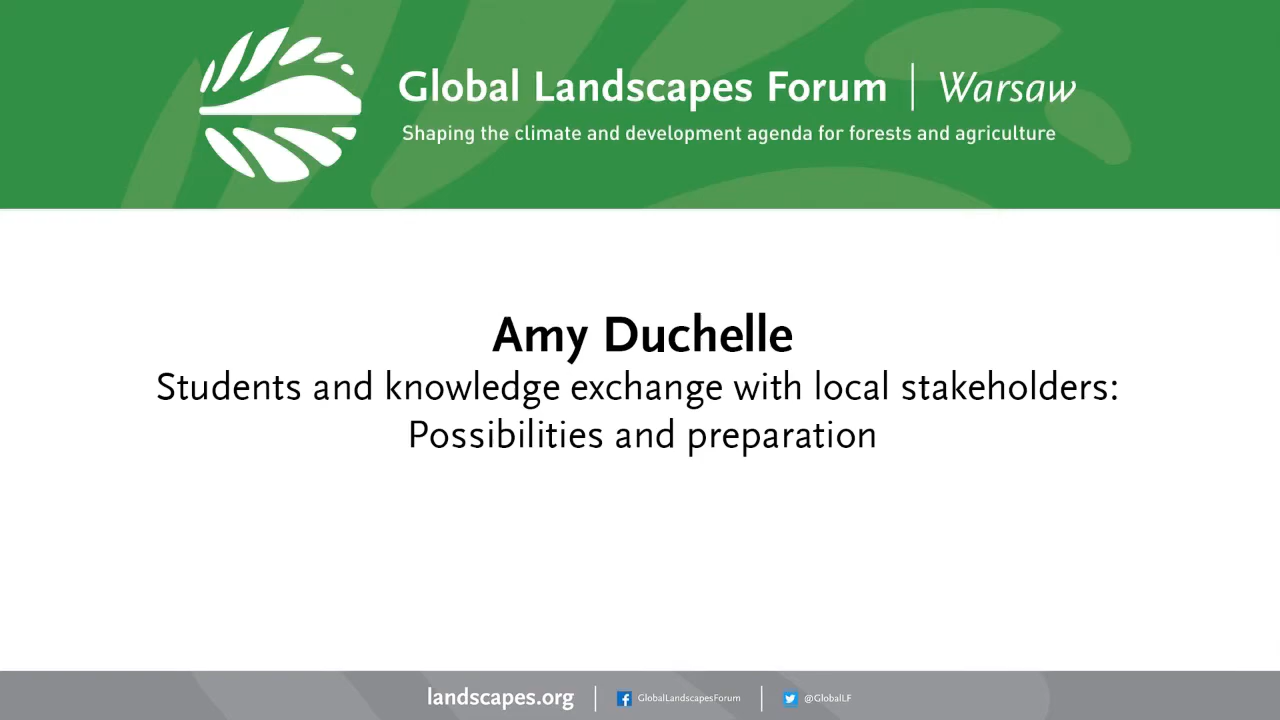 Global Landscapes Forum | Warsaw
Shaping the climate and development agenda for forests and agriculture
Amy Duchelle
Students and knowledge exchange with local stakeholders:
Possibilities and preparation
landscapes.org | GlobalLandscapesForum | @GlobalLF